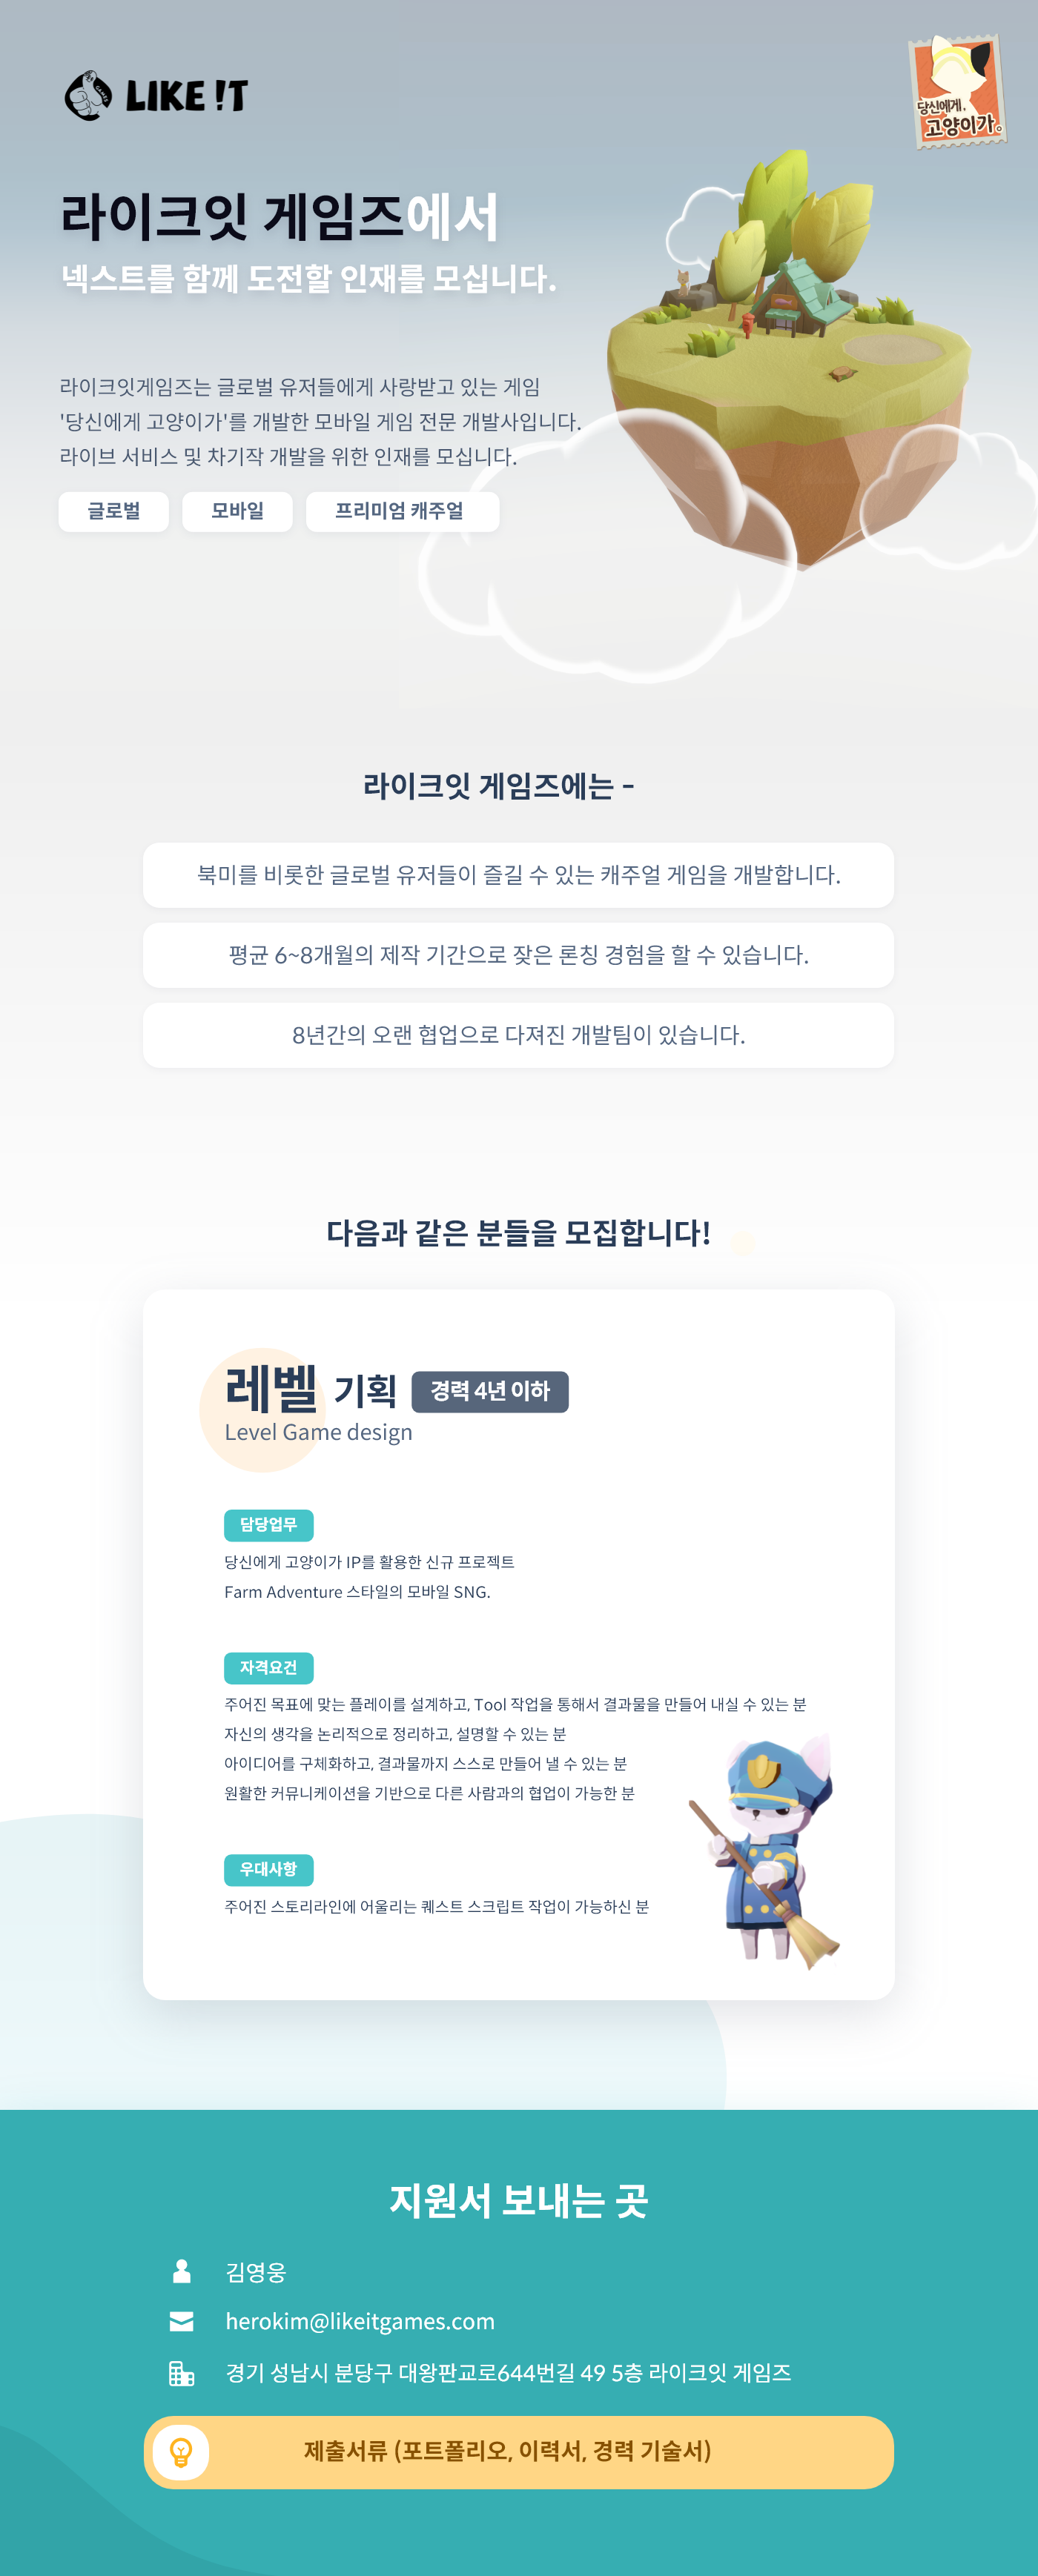 LIKE !T
당신에게.
고양이가。
라이크잇 게임즈에서
넥스트를 함께 도전할 인재를 모십니다.
라이크잇게임즈는 글로벌 유저들에게 사랑받고 있는 게임
'당신에게 고양이가'를 개발한 모바일 게임 전문 개발사입니다.
라이브 서비스 및 차기작 개발을 위한 인재를 모십니다.
글로벌 모바일 프리미엄 캐주얼
라이크잇 게임즈에는 -
북미를 비롯한 글로벌 유저들이 즐길 수 있는 캐주얼 게임을 개발합니다.
평균 6~8개월의 제작 기간으로 잦은 론칭 경험을 할 수 있습니다.
8년간의 오랜 협업으로 다져진 개발팀이 있습니다.
다음과 같은 분들을 모집합니다!
레벨 기획 경력 4년 이하
Level Game design
담당업무
당신에게 고양이가 IP를 활용한 신규 프로젝트
Farm Adventure 스타일의 모바일 SNG.
자격요건
주어진 목표에 맞는 플레이를 설계하고, Tool 작업을 통해서 결과물을 만들어 내실 수 있는 분
자신의 생각을 논리적으로 정리하고, 설명할 수 있는 분
아이디어를 구체화하고, 결과물까지 스스로 만들어 낼 수 있는 분
원활한 커뮤니케이션을 기반으로 다른 사람과의 협업이 가능한 분
우대사항
주어진 스토리라인에 어울리는 퀘스트 스크립트 작업이 가능하신 분
지원서 보내는 곳
김영웅
herokim@likeitgames.com
경기 성남시 분당구 대왕판교로644번길 49 5층 라이크잇 게임즈
제출서류 (포트폴리오, 이력서, 경력 기술서)